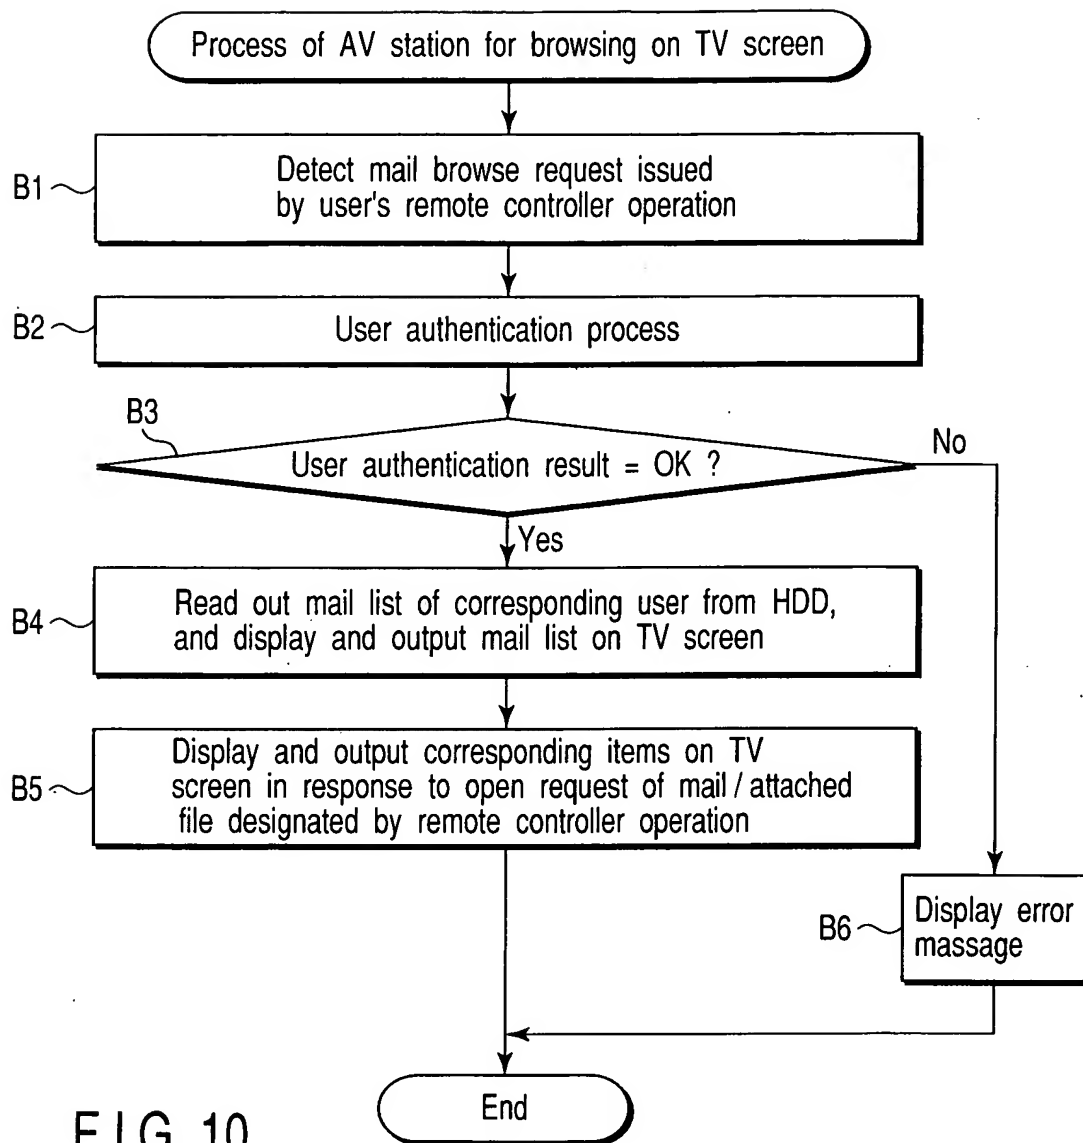 Process of AV station for browsing on TV screen
B1
Detect mail browse request issued
by user's remote controller operation
B2
User authentication process
B3
User authentication result = OK ?
No
Yes
B4
Read out mail list of corresponding user from HDD,
and display and output mail list on TV screen
B5
Display and output corresponding items on TV
screen in response to open request of mail / attached
file designated by remote controller operation
B6
Display error
massage
End
FIG. 10